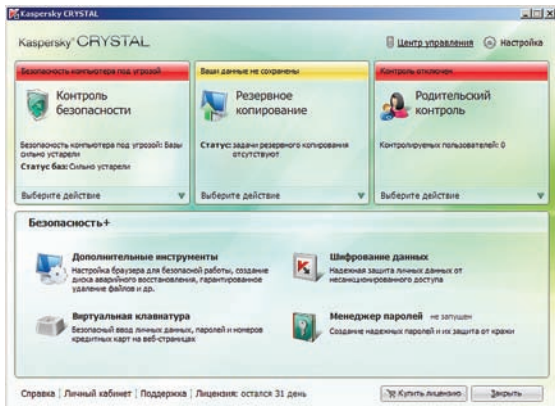 Kaspersky CRYSTAL
Kaspersky CRYSTAL
Центр управления
Настройка
Безопасность компьютера под угрозой
Контроль
безопасности
Безопасность компьютера под угрозой: Базы
сильно устарели
Статус баз: Сильно устарели
Выберите действие
Ваши данные не сохранены
Резервное
копирование
Статус: задачи резервного копирования
отсутствуют
Выберите действие
Контроль отключен
Родительский
контроль
Контролируемых пользователей: 0
Выберите действие
Безопасность+
Дополнительные инструменты
Настройка браузера для безопасной работы, создание
диска аварийного восстановления, гарантированное
удаление файлов и др.
Шифрование данных
Надежная защита личных данных от
несанкционированного доступа
Виртуальная клавиатура
Безопасный ввод личных данных, паролей и номеров
кредитных карт на веб-страницах
Менеджер паролей не запущен
Создание надежных паролей и их защита от кражи
Справка | Личный кабинет | Поддержка | Лицензия: остался 31 день
Купить лицензию
Закрыть